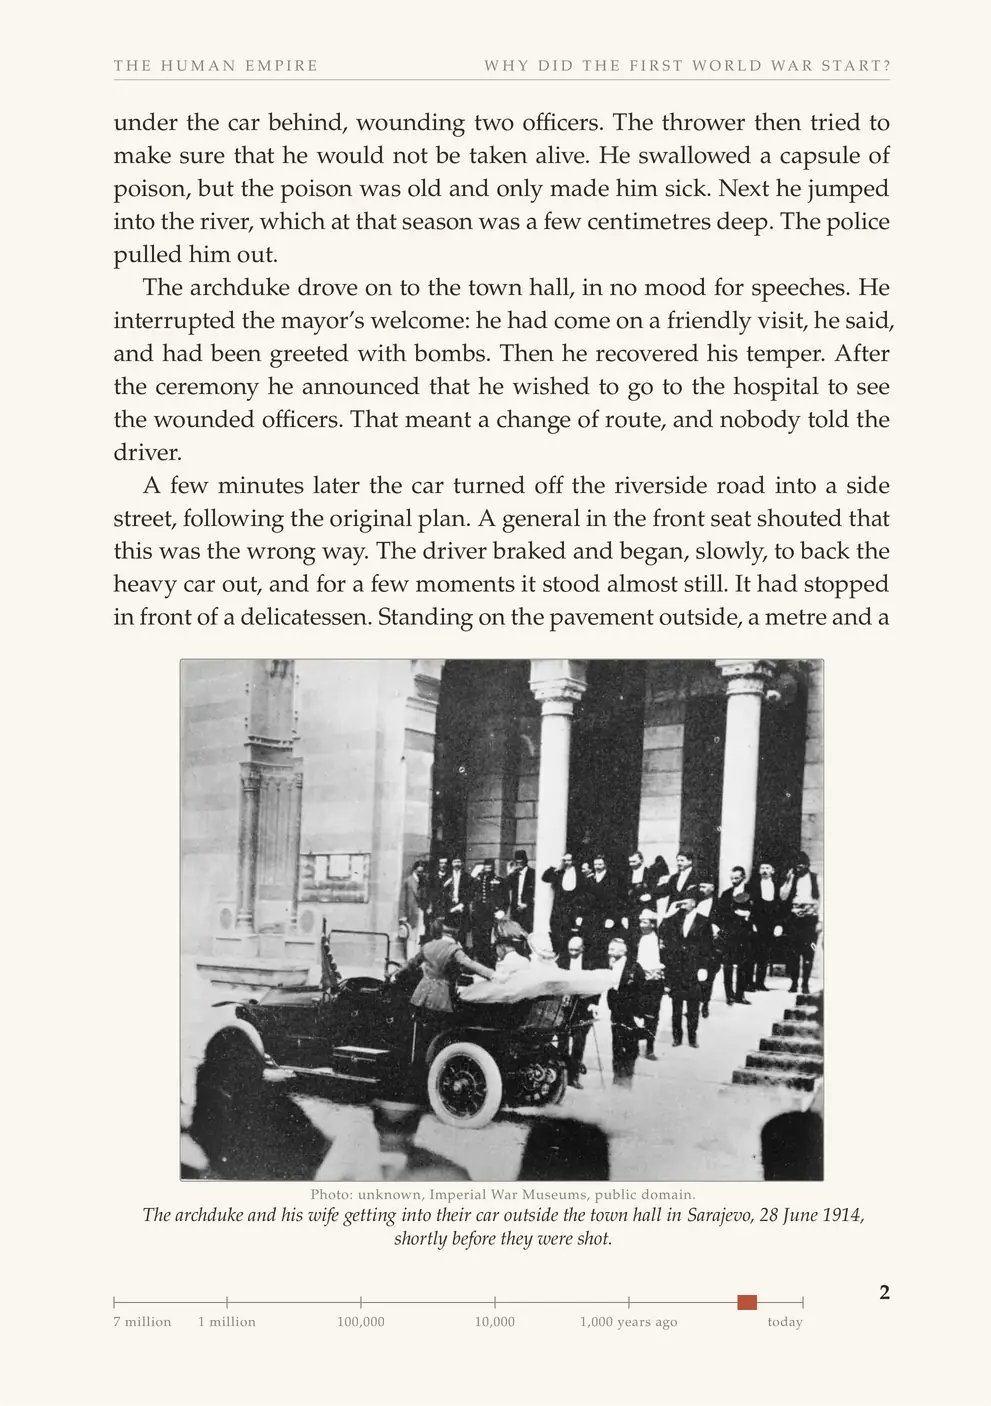 THE HUMAN EMPIRE
WHY DID THE FIRST WORLD WAR START?
under the car behind, wounding two officers. The thrower then tried to
make sure that he would not be taken alive. He swallowed a capsule of
poison, but the poison was old and only made him sick. Next he jumped
into the river, which at that season was a few centimetres deep. The police
pulled him out.
The archduke drove on to the town hall, in no mood for speeches. He
interrupted the mayor’s welcome: he had come on a friendly visit, he said,
and had been greeted with bombs. Then he recovered his temper. After
the ceremony he announced that he wished to go to the hospital to see
the wounded officers. That meant a change of route, and nobody told the
driver.
A few minutes later the car turned off the riverside road into a side
street, following the original plan. A general in the front seat shouted that
this was the wrong way. The driver braked and began, slowly, to back the
heavy car out, and for a few moments it stood almost still. It had stopped
in front of a delicatessen. Standing on the pavement outside, a metre and a
Photo: unknown, Imperial War Museums, public domain.
The archduke and his wife getting into their car outside the town hall in Sarajevo, 28 June 1914,
shortly before they were shot.
2
7 million 1 million 100,000 10,000 1,000 years ago today